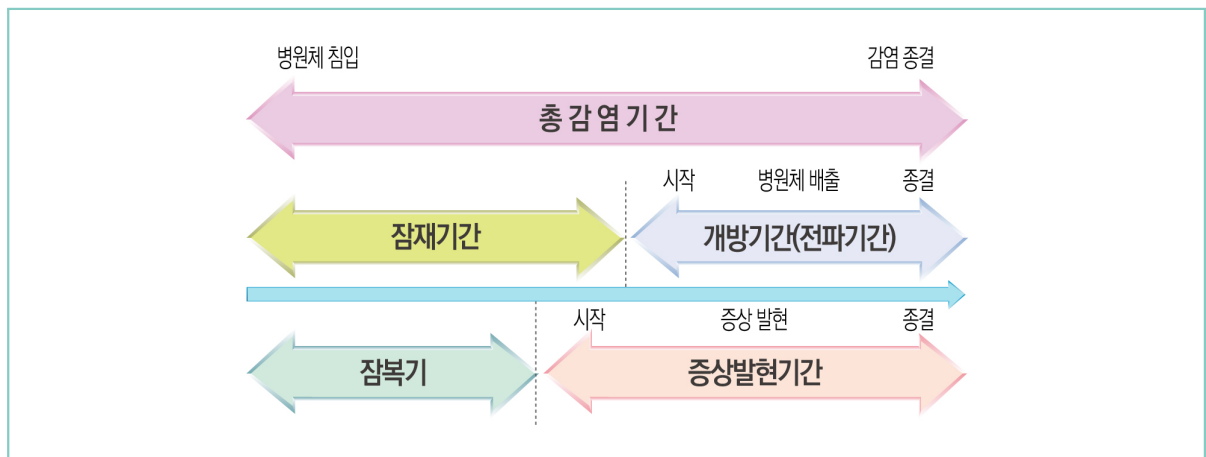 병원체 침입 감염 종결
총 감 염 기 간
시작 병원체 배출 종결
잠재기간 개방기간(전파기간)
시작 증상 발현 종결
잠복기 증상발현기간